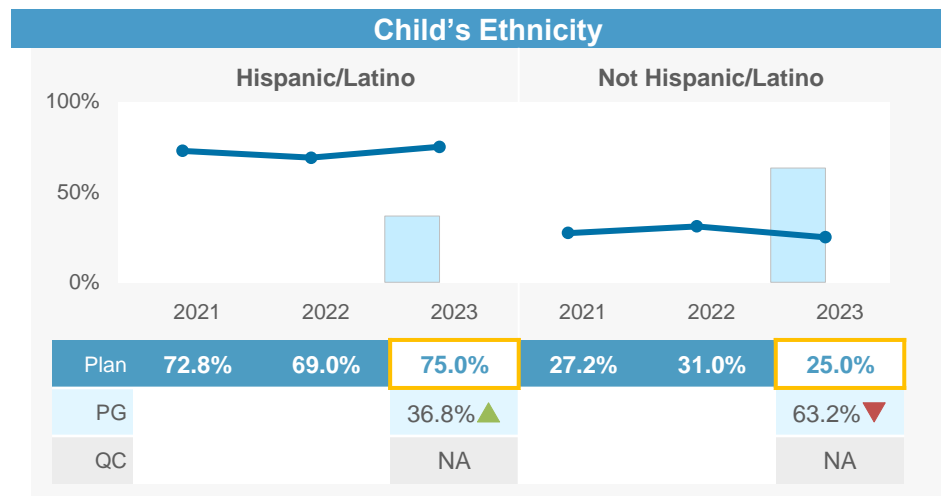 Child's Ethnicity
Hispanic/Latino Not Hispanic/Latino
100%
50%
0%
2021 2022 2023 2021 2022 2023
Plan 72.8% 69.0% 75.0% 27.2% 31.0% 25.0%
PG 36.8% 63.2%
QC NA NA